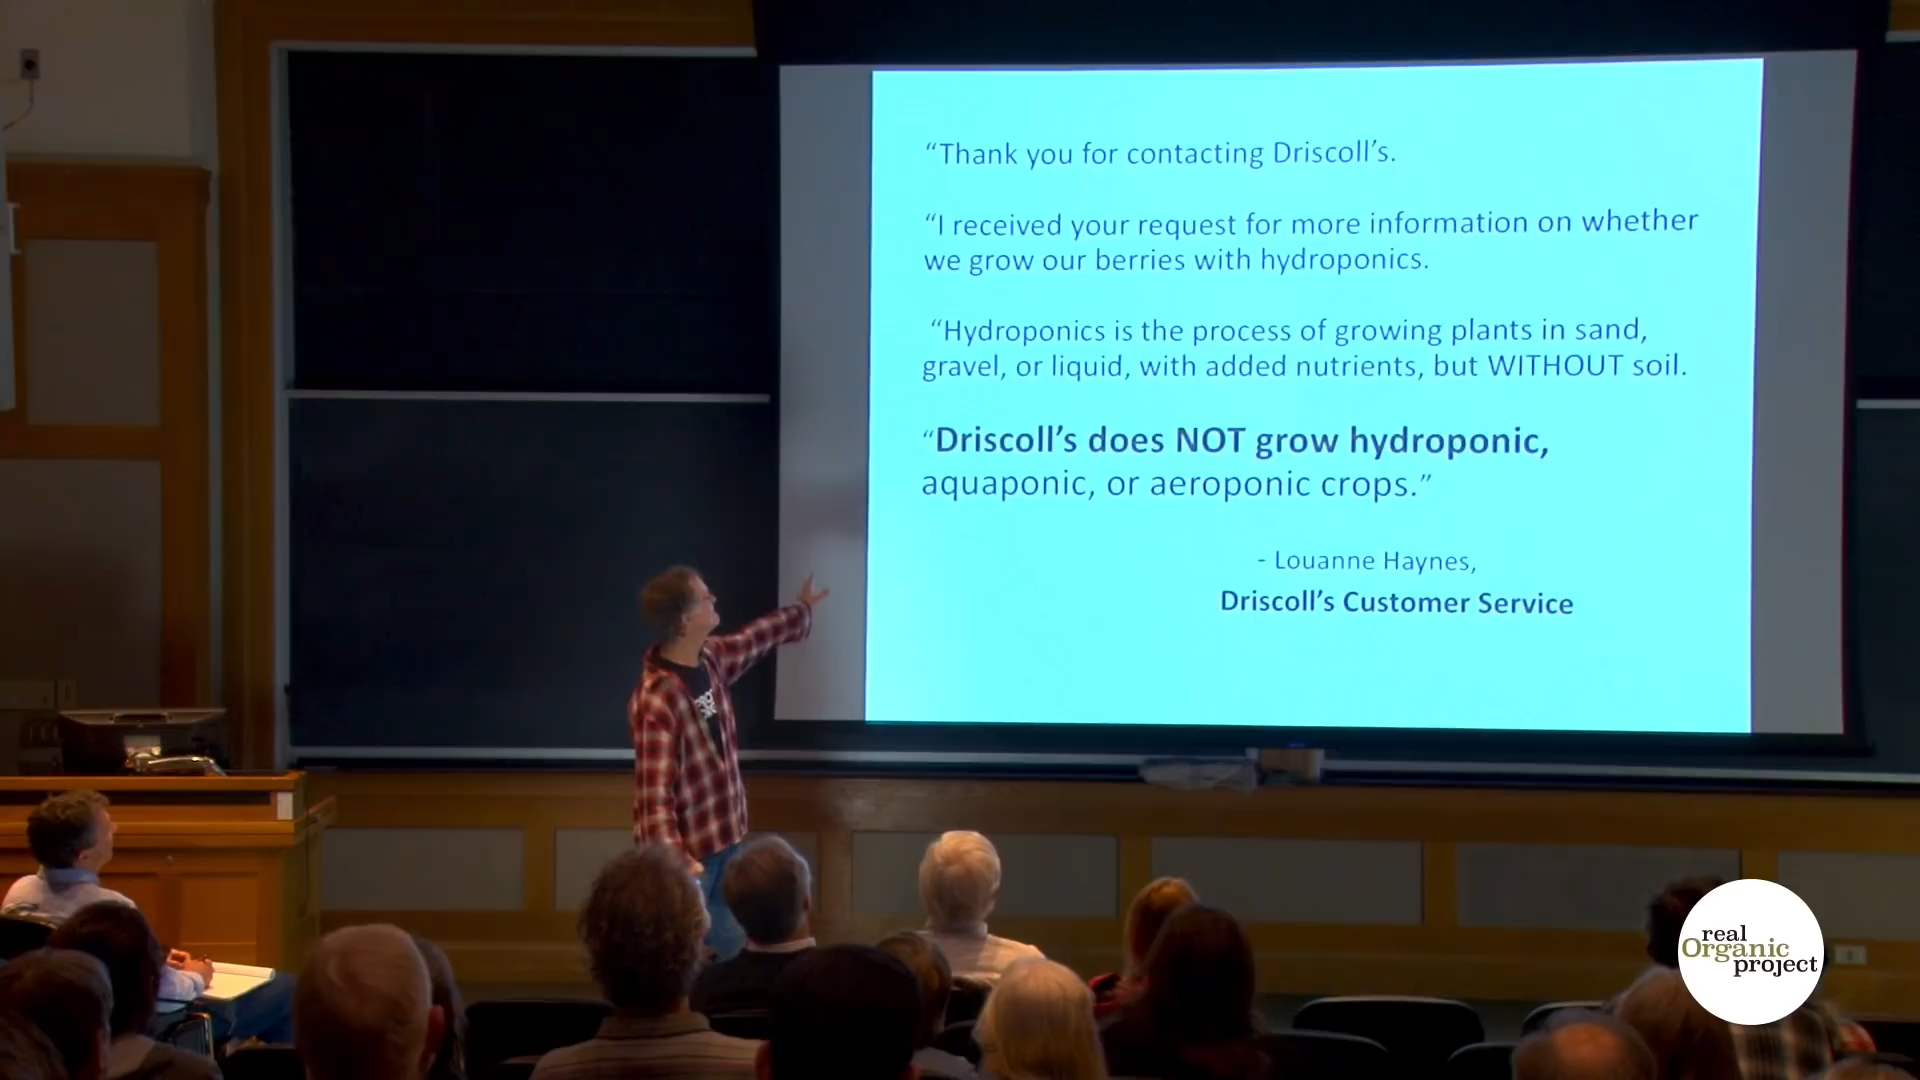 “Thank you for contacting Driscoll’s.
“I received your request for more information on whether
we grow our berries with hydroponics.
“Hydroponics is the process of growing plants in sand,
gravel, or liquid, with added nutrients, but WITHOUT soil.
“Driscoll’s does NOT grow hydroponic,
aquaponic, or aeroponic crops.”
- Louanne Haynes,
Driscoll’s Customer Service
real
Organic
project